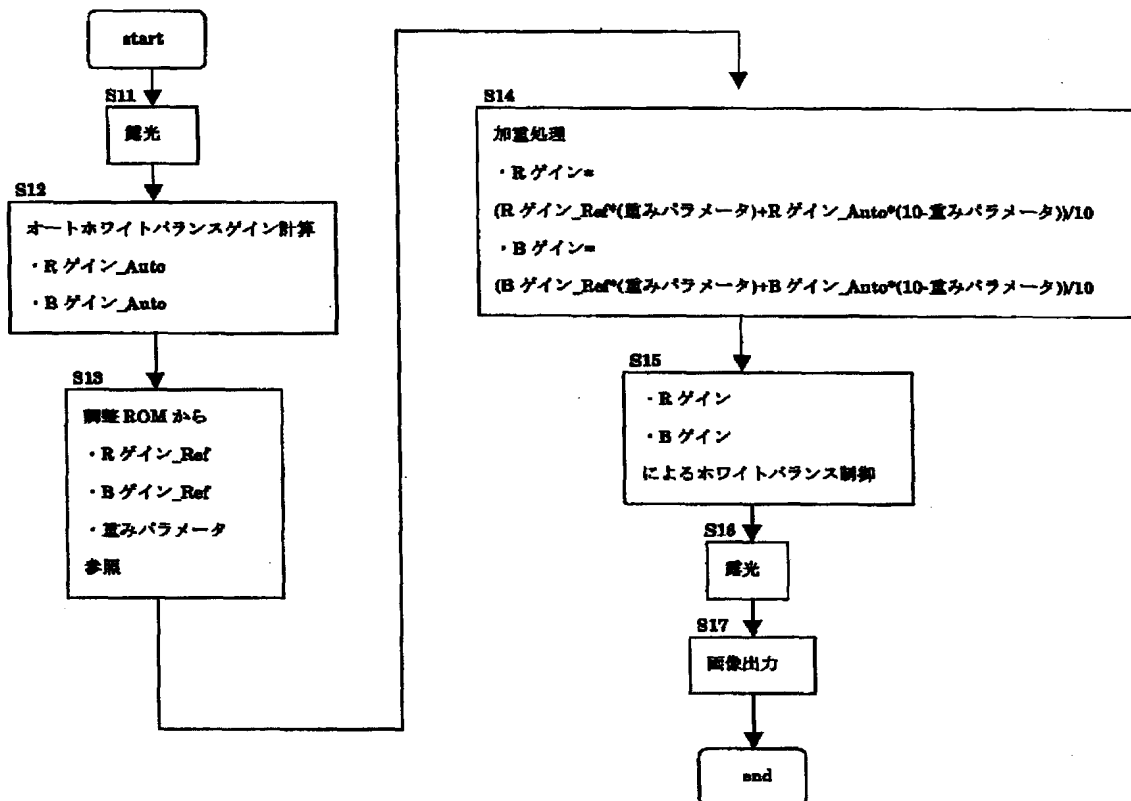 start
S11
露光
S12
オートホワイトバランスゲイン計算
・Rゲイン_Auto
・Bゲイン_Auto
S13
調整ROMから
・Rゲイン_Ref
・Bゲイン_Ref
・重みパラメータ
参照
S14
加重処理
・Rゲイン=
(Rゲイン_Ref*(重みパラメータ)+Rゲイン_Auto*(10-重みパラメータ))/10
・Bゲイン=
(Bゲイン_Ref*(重みパラメータ)+Bゲイン_Auto*(10-重みパラメータ))/10
S15
・Rゲイン
・Bゲイン
によるホワイトバランス制御
S16
露光
S17
画像出力
end